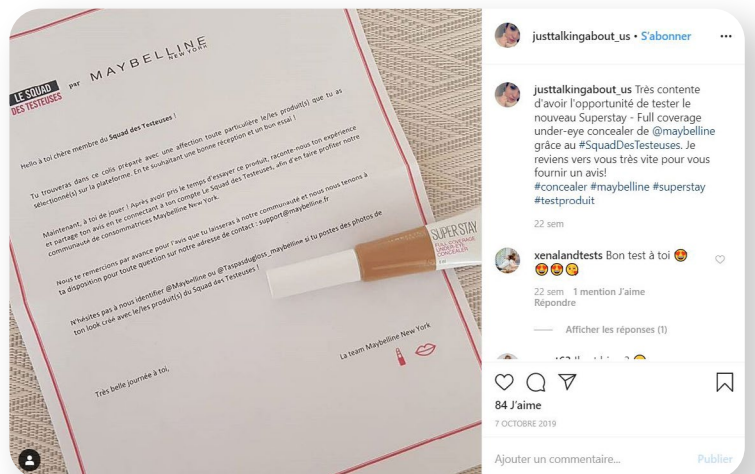 LE SQUAD
DES TESTEUSES
par
MAYBELLINE
NEW YORK
Hello à toi chère membre du Squad des Testeuses !
Tu trouveras dans ce colis préparé avec une affection toute particulière le/les produit(s) que tu as
sélectionné(s) sur la plateforme. En te souhaitant une bonne réception et un bon essai !
Maintenant, à toi de jouer ! Après avoir pris le temps d'essayer ce produit, raconte-nous ton expérience
et partage ton avis en te connectant à ton compte Le Squad des Testeuses, afin d'en faire profiter notre
communauté de consommatrices Maybelline New York.
Nous te remercions par avance pour l'avis que tu laisseras à notre communauté et nous nous tenons à
ta disposition pour toute question sur notre adresse de contact : support@maybelline.fr
N'hésites pas à nous identifier @Maybelline ou @Taspasdugloss_maybelline si tu postes des photos de
ton look créé avec le/les produit(s) du Squad des Testeuses !
Très belle journée à toi,
La team Maybelline New York
SUPERSTAY
FULL COVERAGE
UNDER-EYE
CONCEALER
justtalkingabout_us • S'abonner
justtalkingabout_us Très contente
d'avoir l'opportunité de tester le
nouveau Superstay - Full coverage
under-eye concealer de @maybelline
grâce au #SquadDesTesteuses. Je
reviens vers vous très vite pour vous
fournir un avis!
#concealer #maybelline #superstay
#testproduit
22 sem
xenalandtests Bon test à toi 🤩
🤩🤩😘
22 sem 1 mention J'aime
Répondre
Afficher les réponses (1)
84 J'aime
7 OCTOBRE 2019
Ajouter un commentaire... Publier